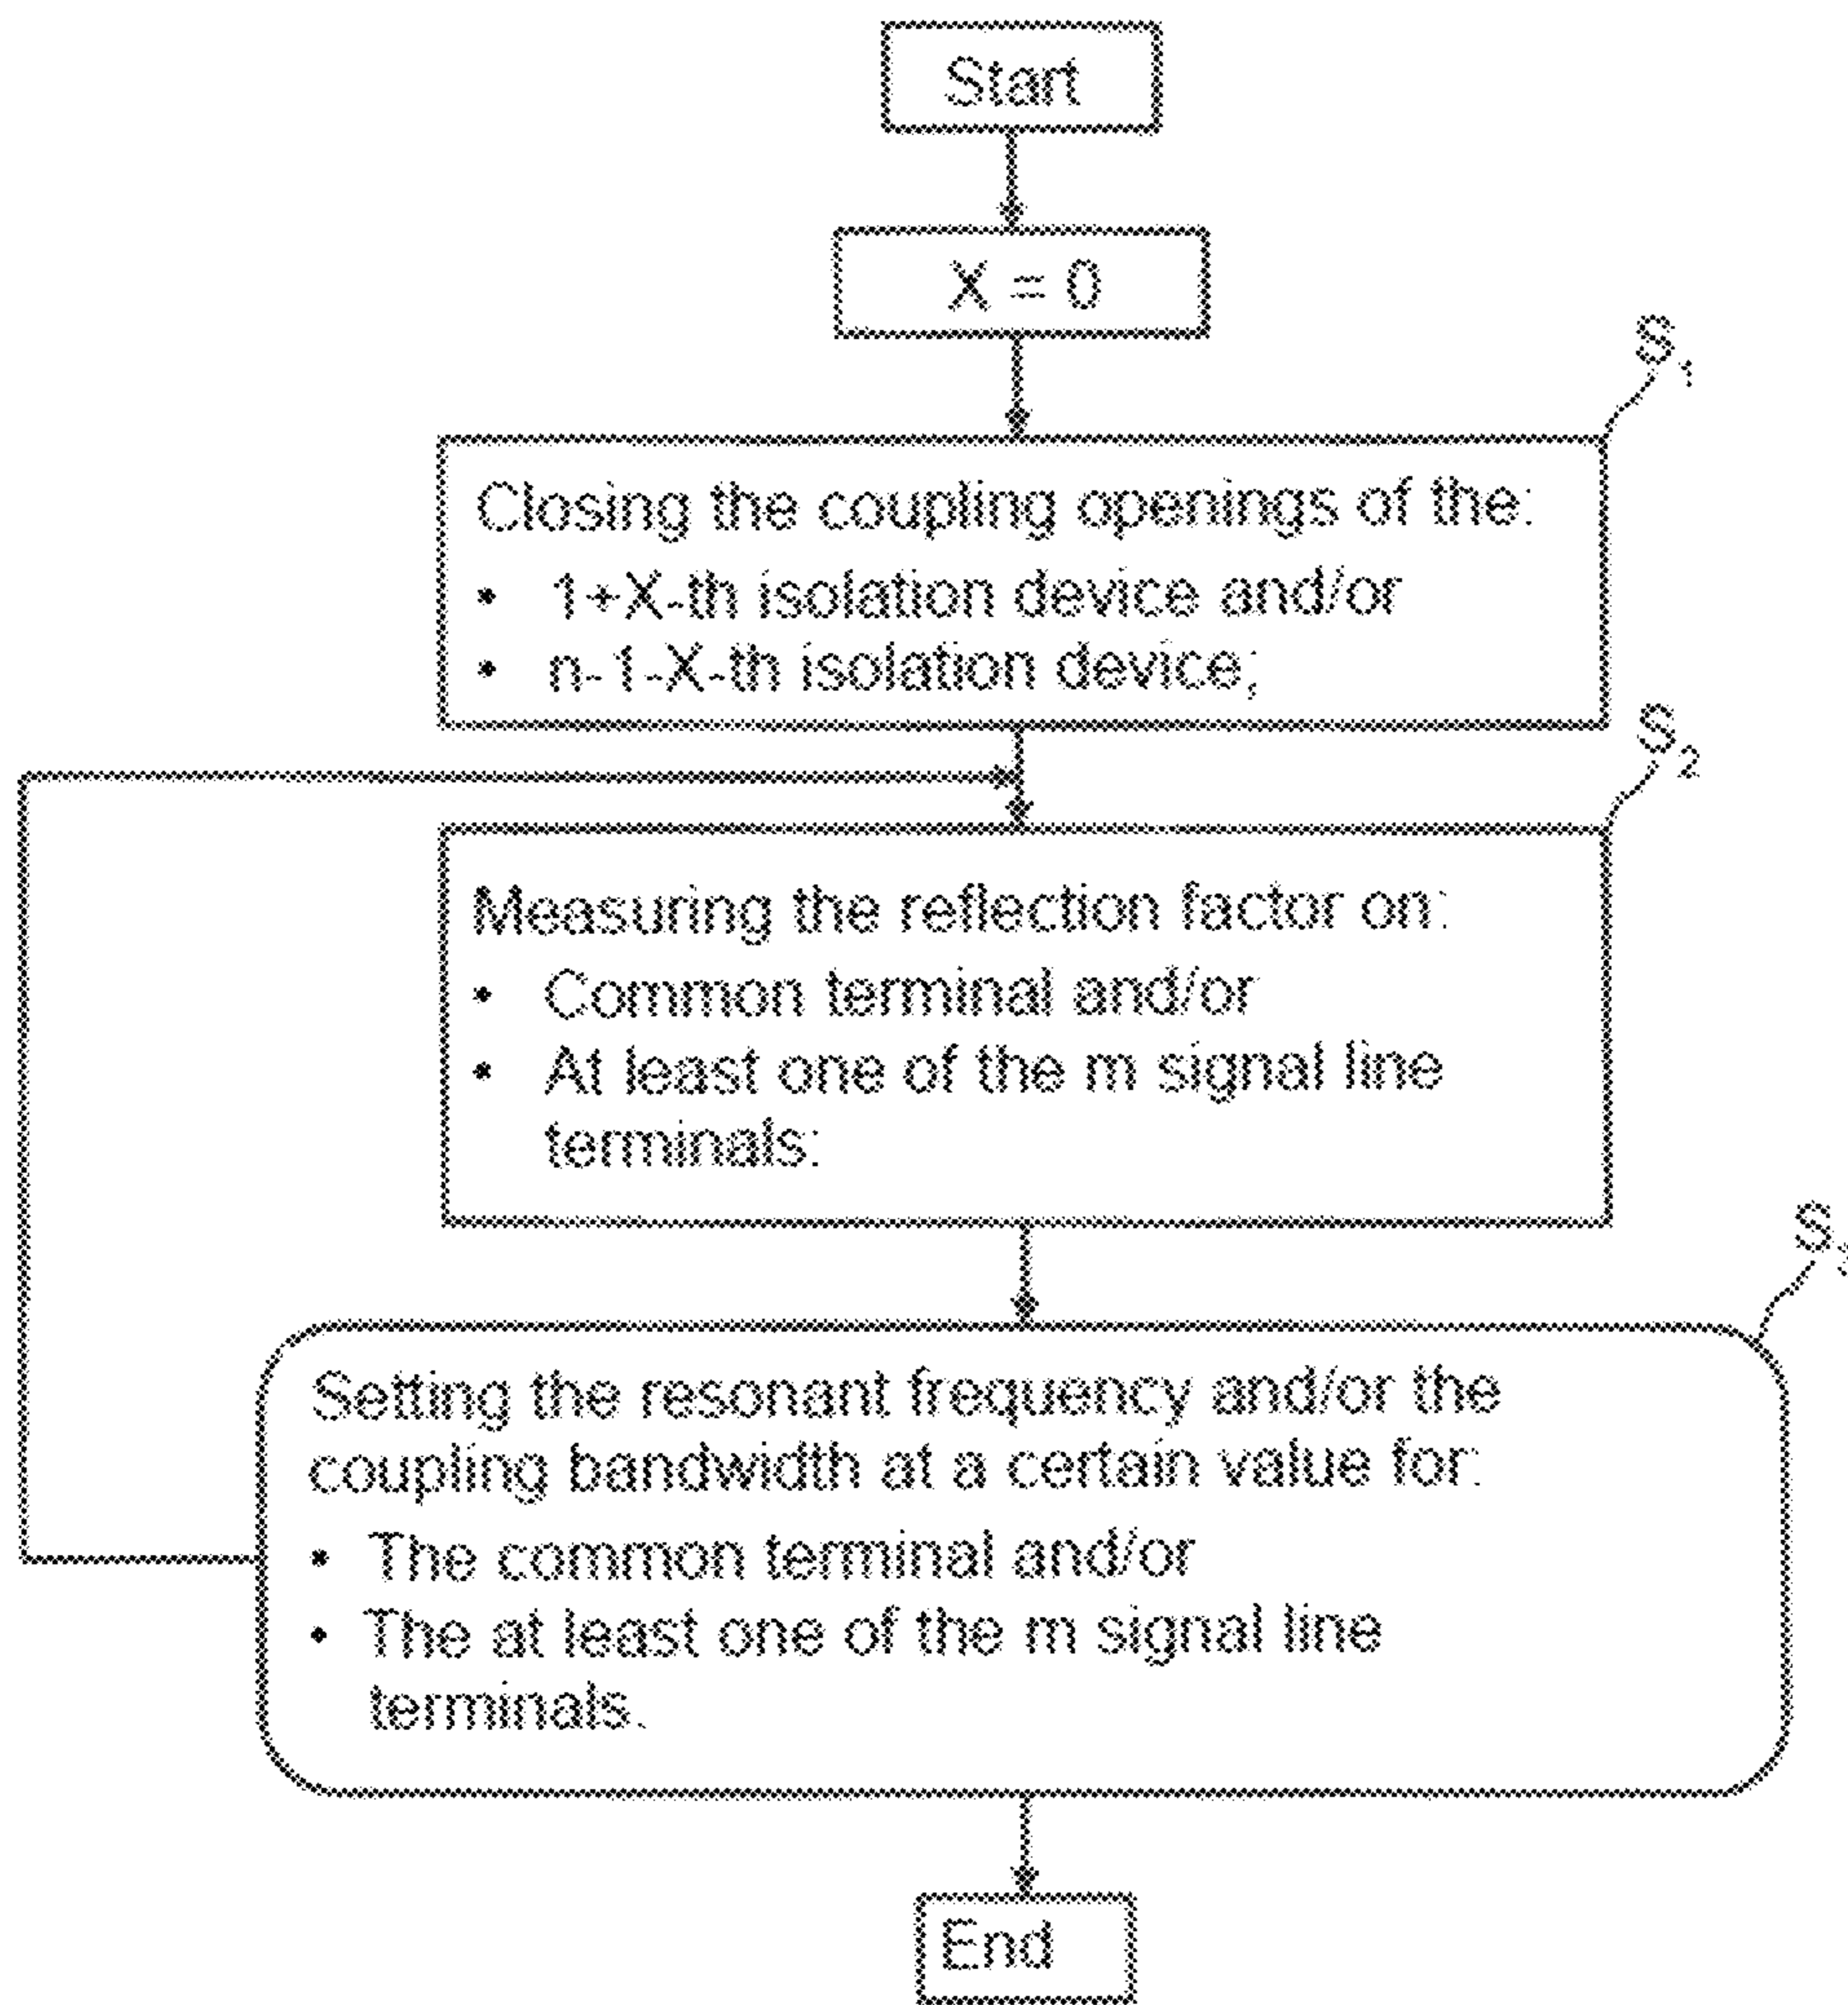 Start
X = 0
S1
Closing the coupling openings of the:
• 1+X-th isolation device and/or
• n-1-X-th isolation device;
S2
Measuring the reflection factor on:
• Common terminal and/or
• At least one of the m signal line
terminals:
S3
Setting the resonant frequency and/or the
coupling bandwidth at a certain value for:
• The common terminal and/or
• The at least one of the m signal line
terminals.
End